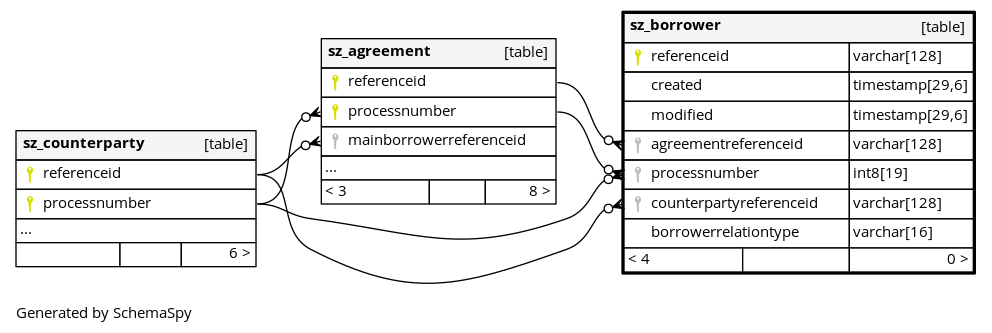 sz_counterparty [table]
referenceid
processnumber
...
6 >
sz_agreement [table]
referenceid
processnumber
mainborrowerreferenceid
...
< 3 8 >
sz_borrower [table]
referenceid varchar[128]
created timestamp[29,6]
modified timestamp[29,6]
agreementreferenceid varchar[128]
processnumber int8[19]
counterpartyreferenceid varchar[128]
borrowerrelationtype varchar[16]
< 4 0 >
Generated by SchemaSpy